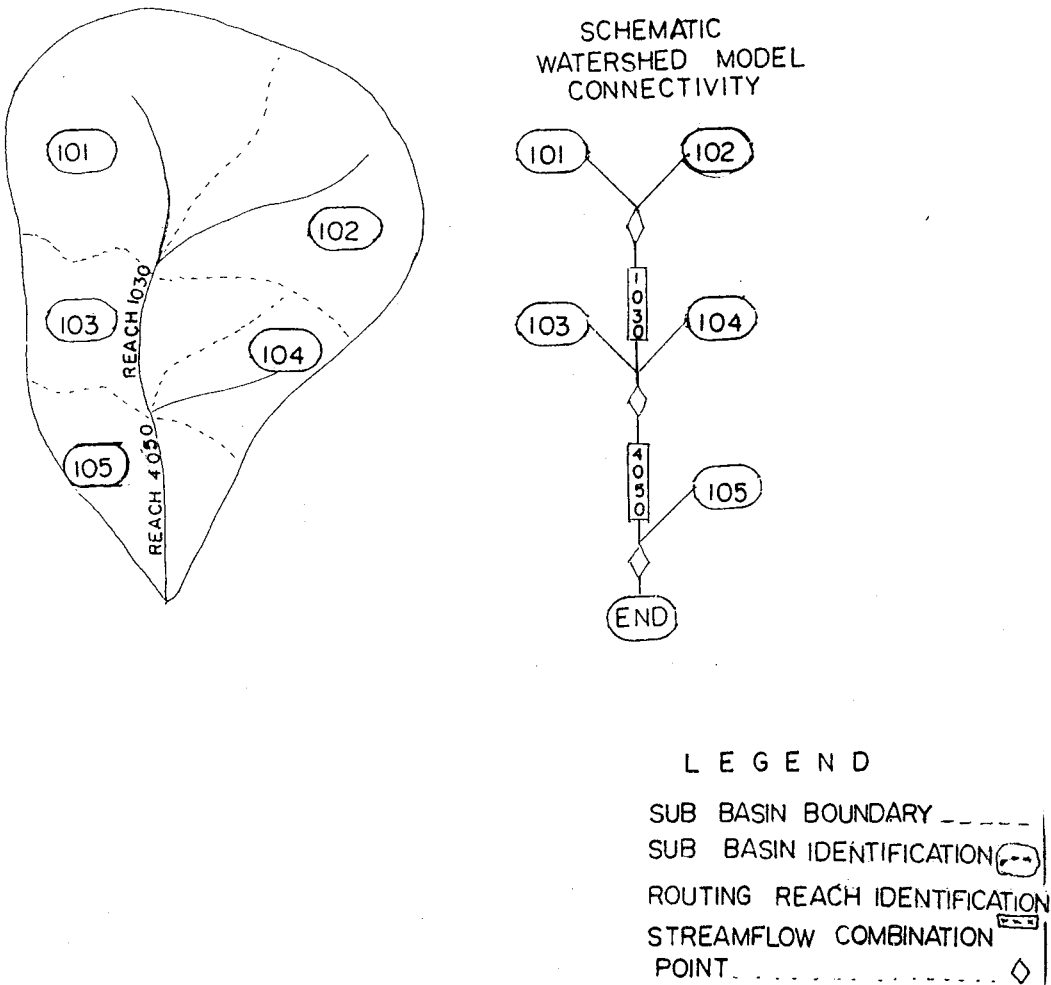 101
102
103
104
105
REACH 1030
REACH 4050
SCHEMATIC
WATERSHED MODEL
CONNECTIVITY
101
102
1030
103
104
4050
105
END
LEGEND
SUB BASIN BOUNDARY
SUB BASIN IDENTIFICATION
ROUTING REACH IDENTIFICATION
STREAMFLOW COMBINATION
POINT